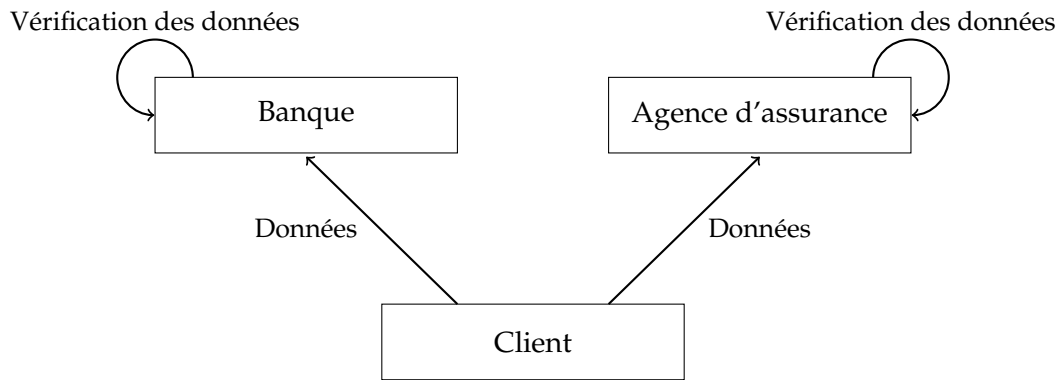 Vérification des données
Vérification des données
Banque
Agence d'assurance
Données
Données
Client